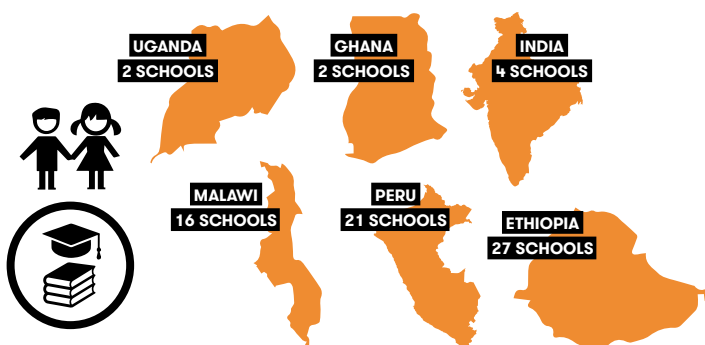 UGANDA
2 SCHOOLS
GHANA
2 SCHOOLS
INDIA
4 SCHOOLS
MALAWI
16 SCHOOLS
PERU
21 SCHOOLS
ETHIOPIA
27 SCHOOLS